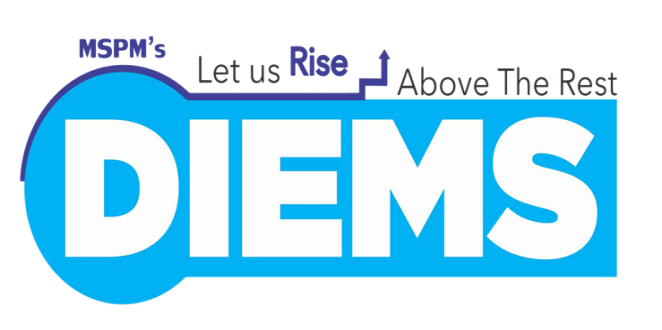 MSPM's
Let us Rise Above The Rest
DIEMS